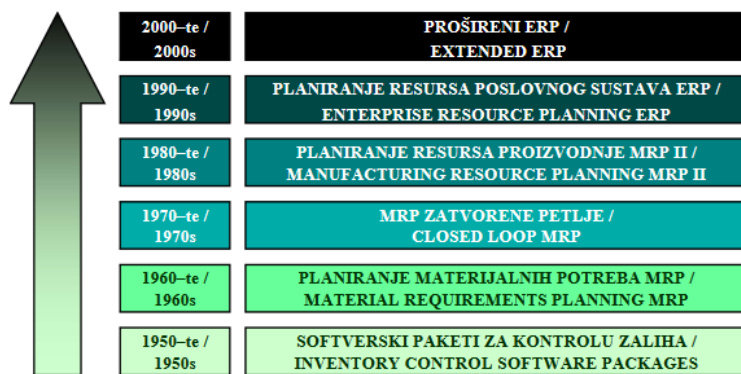 2000–te /
2000s
PROŠIRENI ERP /
EXTENDED ERP
1990–te /
1990s
PLANIRANJE RESURSA POSLOVNOG SUSTAVA ERP /
ENTERPRISE RESOURCE PLANNING ERP
1980–te /
1980s
PLANIRANJE RESURSA PROIZVODNJE MRP II /
MANUFACTURING RESOURCE PLANNING MRP II
1970–te /
1970s
MRP ZATVORENE PETLJE /
CLOSED LOOP MRP
1960–te /
1960s
PLANIRANJE MATERIJALNIH POTREBA MRP /
MATERIAL REQUIREMENTS PLANNING MRP
1950–te /
1950s
SOFTVERSKI PAKETI ZA KONTROLU ZALIHA /
INVENTORY CONTROL SOFTWARE PACKAGES